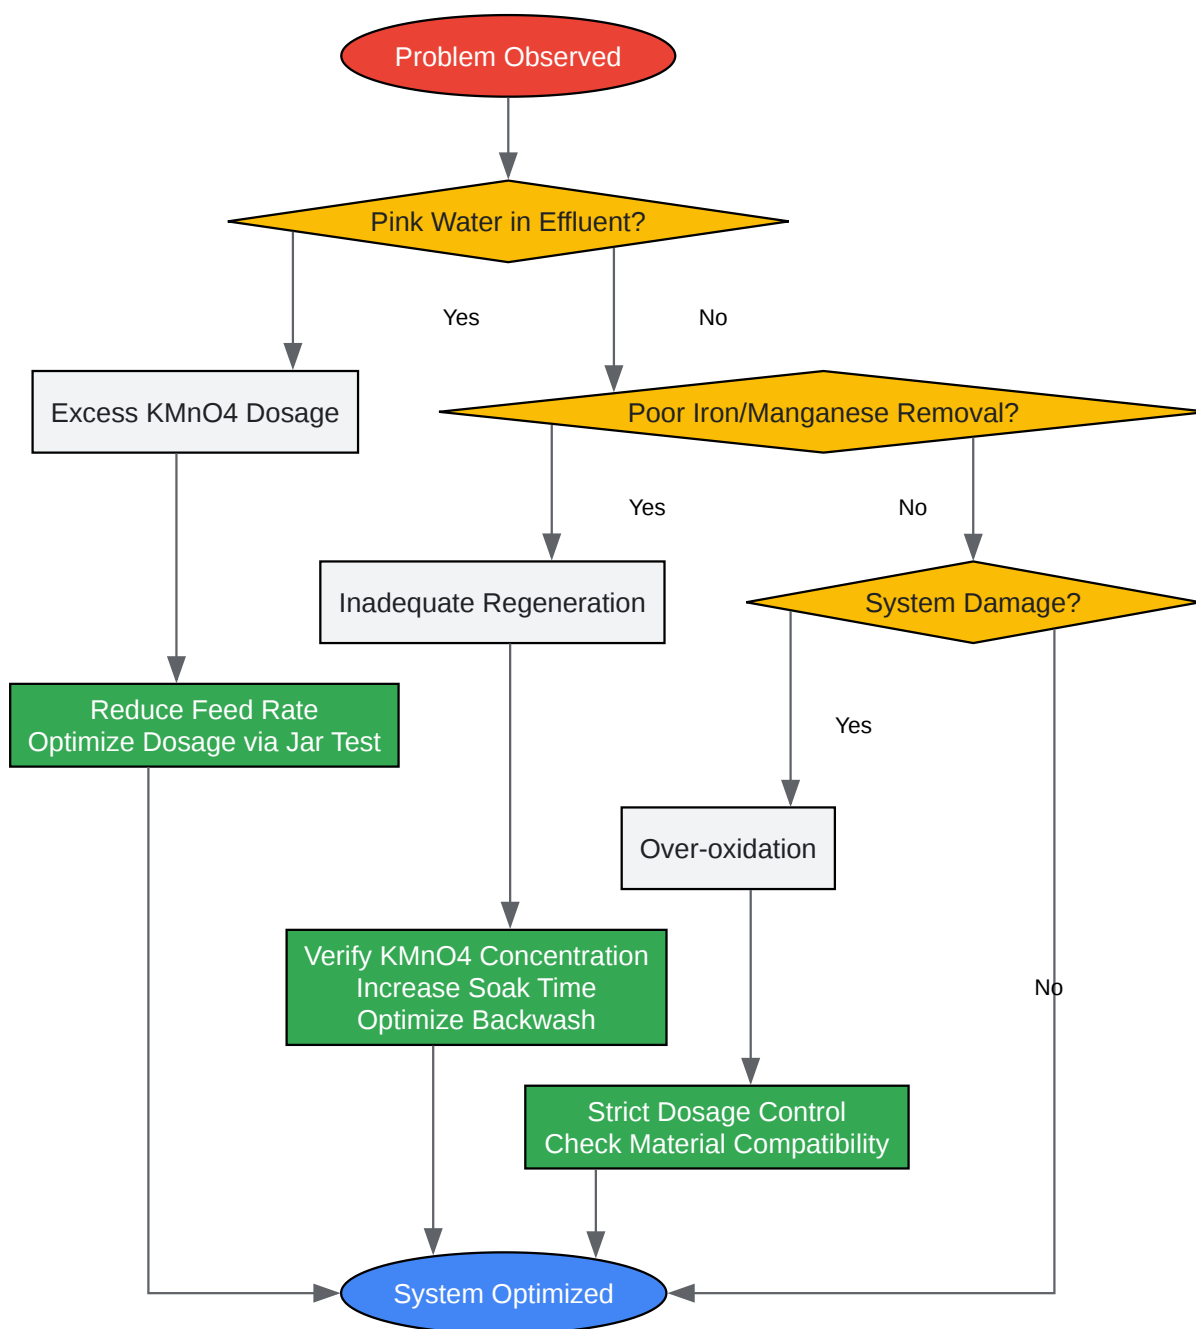 Problem Observed
Pink Water in Effluent?
Yes
No
Excess KMnO4 Dosage
Poor Iron/Manganese Removal?
Yes
No
Inadequate Regeneration
System Damage?
Reduce Feed Rate
Optimize Dosage via Jar Test
Yes
Over-oxidation
Verify KMnO4 Concentration
Increase Soak Time
Optimize Backwash
No
Strict Dosage Control
Check Material Compatibility
System Optimized